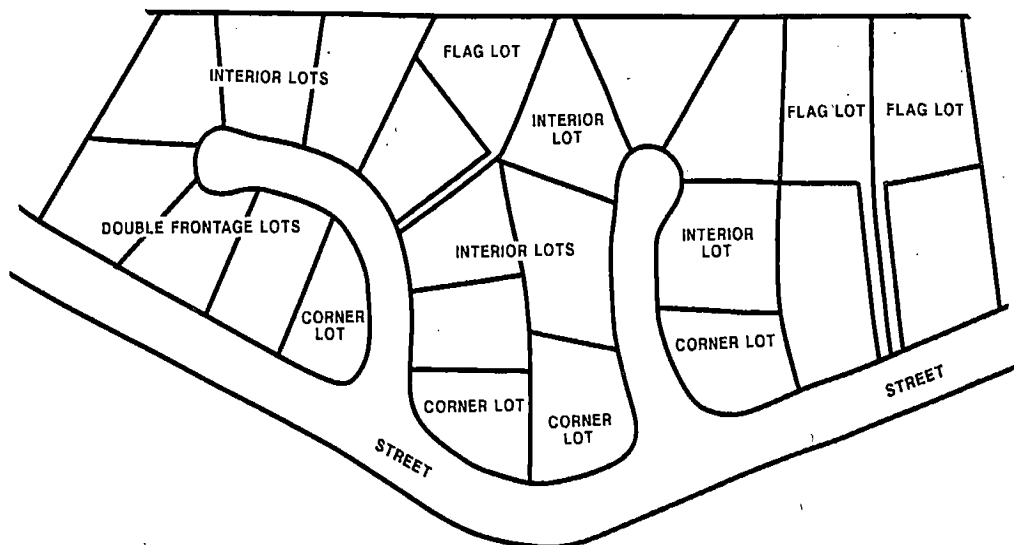 FLAG LOT
INTERIOR LOTS
FLAG LOT
FLAG LOT
INTERIOR
LOT
DOUBLE FRONTAGE LOTS
INTERIOR LOTS
INTERIOR
LOT
CORNER
LOT
CORNER LOT
STREET
CORNER LOT
CORNER
LOT
STREET